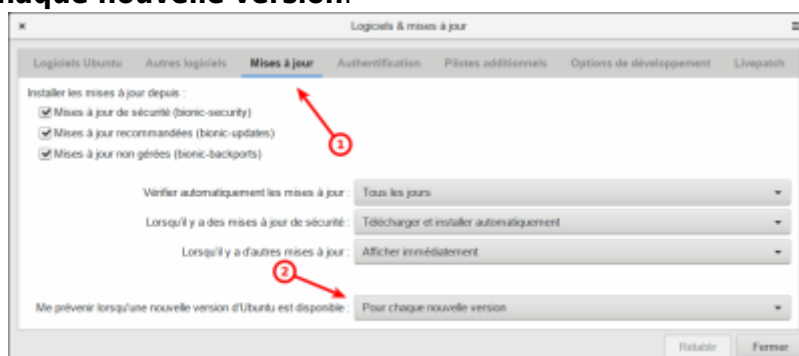 haque nouvelle version.
Logiciels & mises à jour
Logiciels Ubuntu Autres logiciels Mises à jour Authentification Pilotes additionnels Options de développement Livepatch
Installer les mises à jour depuis :
Mises à jour de sécurité (bionic-security)
1
Mises à jour recommandées (bionic-updates)
Mises à jour non gérées (bionic-backports)
Vérifier automatiquement les mises à jour : Tous les jours
Lorsqu'il y a des mises à jour de sécurité : Télécharger et installer automatiquement
Lorsqu'il y a d'autres mises à jour : Afficher immédiatement
2
Me prévenir lorsqu'une nouvelle version d'Ubuntu est disponible : Pour chaque nouvelle version
Rétablir Fermer